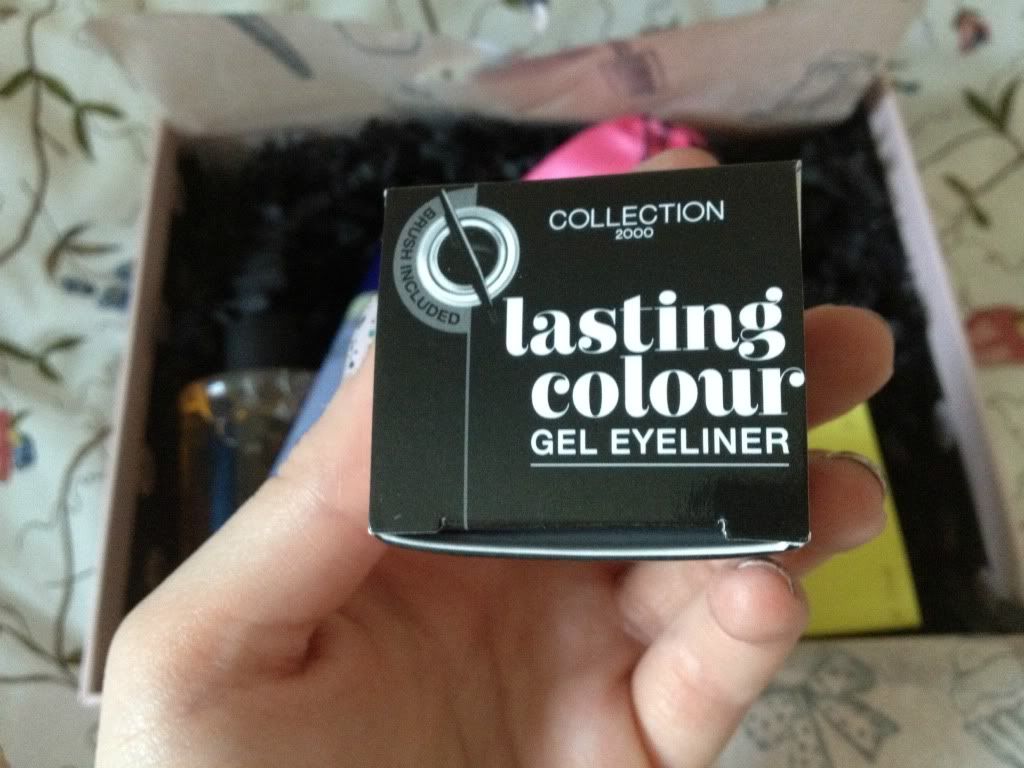 COLLECTION
2000
BRUSH INCLUDED
lasting
colour
GEL EYELINER